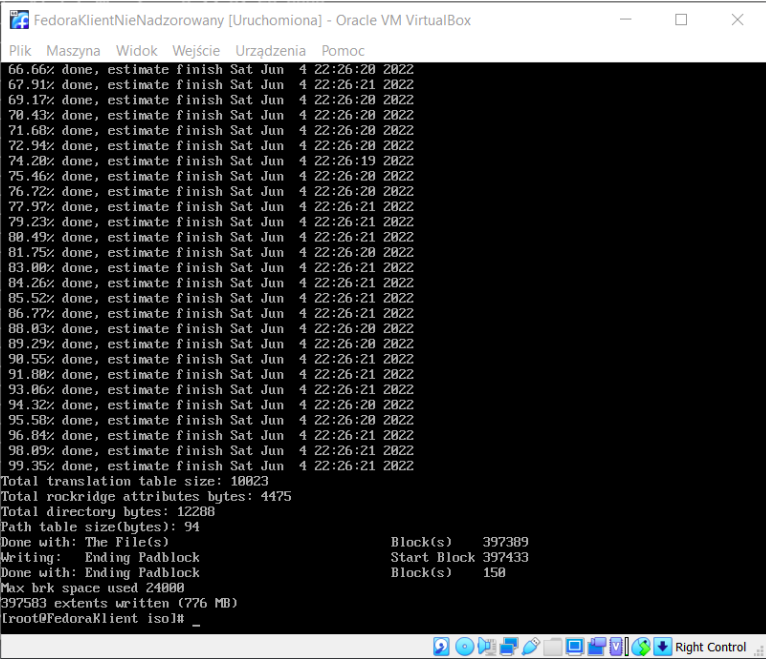 FedoraKlientNieNadzorowany [Uruchomiona] - Oracle VM VirtualBox
Plik Maszyna Widok Wejście Urządzenia Pomoc
66.66% done, estimate finish Sat Jun 4 22:26:20 2022
67.91% done, estimate finish Sat Jun 4 22:26:21 2022
69.17% done, estimate finish Sat Jun 4 22:26:20 2022
70.43% done, estimate finish Sat Jun 4 22:26:20 2022
71.68% done, estimate finish Sat Jun 4 22:26:20 2022
72.94% done, estimate finish Sat Jun 4 22:26:20 2022
74.20% done, estimate finish Sat Jun 4 22:26:19 2022
75.46% done, estimate finish Sat Jun 4 22:26:20 2022
76.72% done, estimate finish Sat Jun 4 22:26:20 2022
77.97% done, estimate finish Sat Jun 4 22:26:21 2022
79.23% done, estimate finish Sat Jun 4 22:26:21 2022
80.49% done, estimate finish Sat Jun 4 22:26:21 2022
81.75% done, estimate finish Sat Jun 4 22:26:20 2022
83.00% done, estimate finish Sat Jun 4 22:26:21 2022
84.26% done, estimate finish Sat Jun 4 22:26:21 2022
85.52% done, estimate finish Sat Jun 4 22:26:21 2022
86.77% done, estimate finish Sat Jun 4 22:26:21 2022
88.03% done, estimate finish Sat Jun 4 22:26:20 2022
89.29% done, estimate finish Sat Jun 4 22:26:20 2022
90.55% done, estimate finish Sat Jun 4 22:26:21 2022
91.80% done, estimate finish Sat Jun 4 22:26:21 2022
93.06% done, estimate finish Sat Jun 4 22:26:21 2022
94.32% done, estimate finish Sat Jun 4 22:26:20 2022
95.58% done, estimate finish Sat Jun 4 22:26:20 2022
96.84% done, estimate finish Sat Jun 4 22:26:21 2022
98.09% done, estimate finish Sat Jun 4 22:26:21 2022
99.35% done, estimate finish Sat Jun 4 22:26:21 2022
Total translation table size: 10023
Total rockridge attributes bytes: 4475
Total directory bytes: 12288
Path table size(bytes): 94
Done with: The File(s) Block(s) 397389
Writing: Ending Padblock Start Block 397433
Done with: Ending Padblock Block(s) 150
Max brk space used 24000
397583 extents written (776 MB)
[root@FedoraKlient iso]# _
Right Control